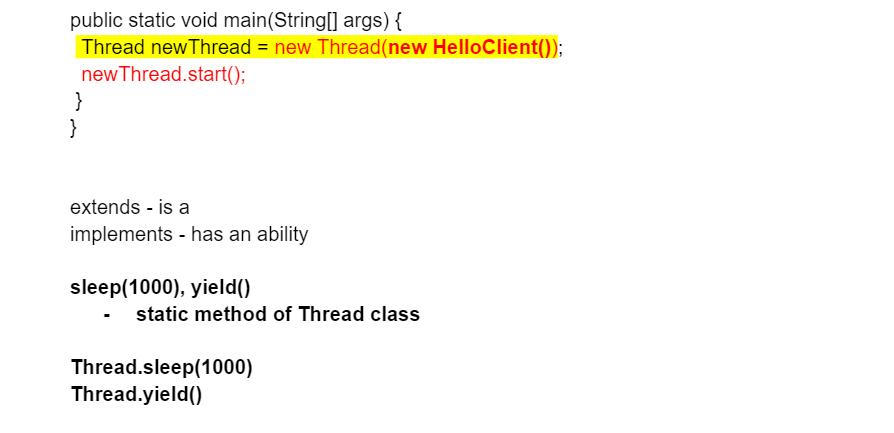 public static void main(String[] args) {
Thread newThread = new Thread(new HelloClient());
newThread.start();
}
}
extends - is a
implements - has an ability
sleep(1000), yield()
- static method of Thread class
Thread.sleep(1000)
Thread.yield()